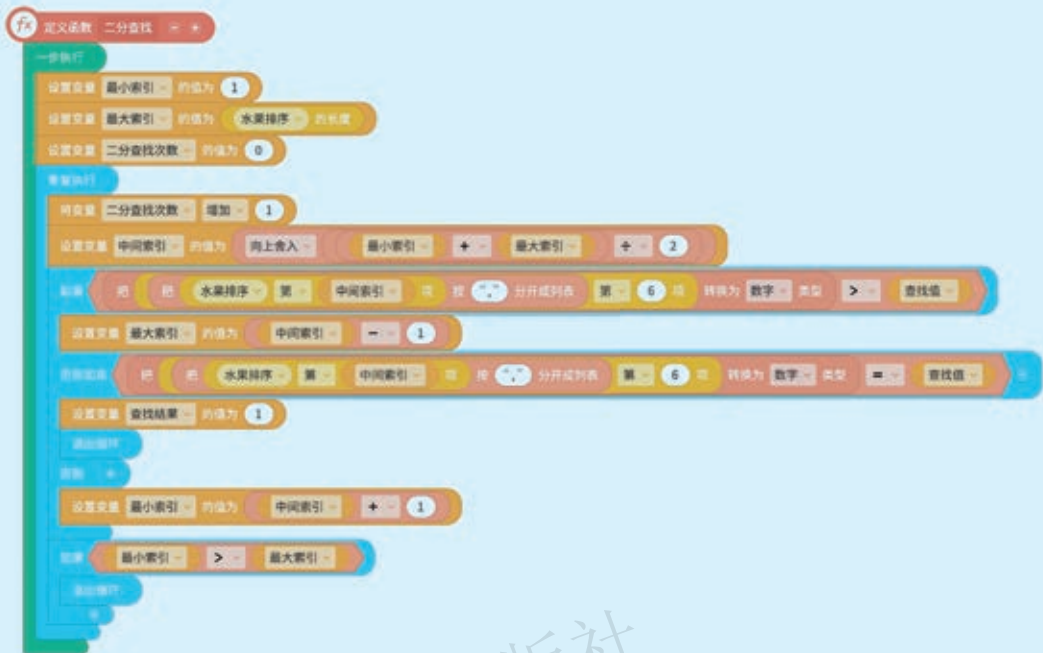 fx 定义函数 二分查找 - +
一步执行
设置变量 最小索引 的值为 1
设置变量 最大索引 的值为 水果排序 的长度
设置变量 二分查找次数 的值为 0
重复执行
将变量 二分查找次数 增加 1
设置变量 中间索引 的值为 向上舍入 最小索引 + 最大索引 ÷ 2
如果 把 把 水果排序 第 中间索引 项 按 “,” 分开成列表 第 6 项 转换为 数字 类型 > 查找值
设置变量 最大索引 的值为 中间索引 - 1
否则如果 把 把 水果排序 第 中间索引 项 按 “,” 分开成列表 第 6 项 转换为 数字 类型 = 查找值
设置变量 查找结果 的值为 1
退出循环
否则 +
设置变量 最小索引 的值为 中间索引 + 1
如果 最小索引 > 最大索引
退出循环
版社